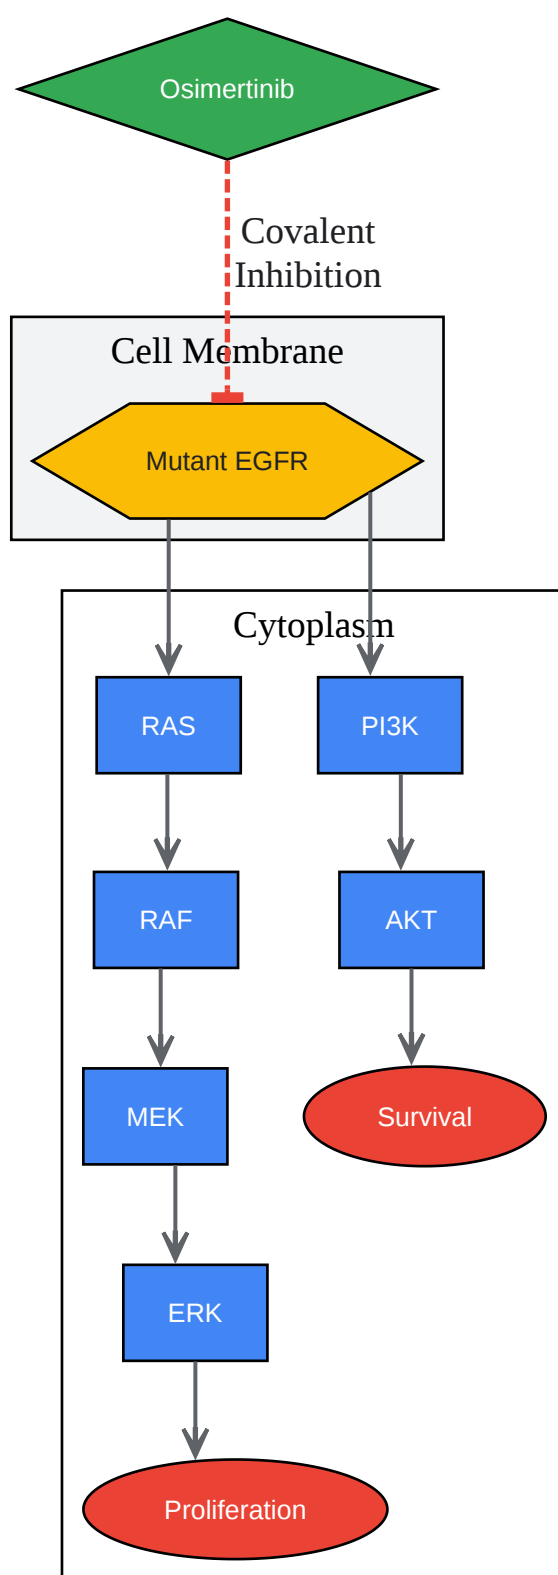 Osimertinib
Covalent
Inhibition
Cell Membrane
Mutant EGFR
Cytoplasm
RAS
PI3K
RAF
AKT
MEK
Survival
ERK
Proliferation